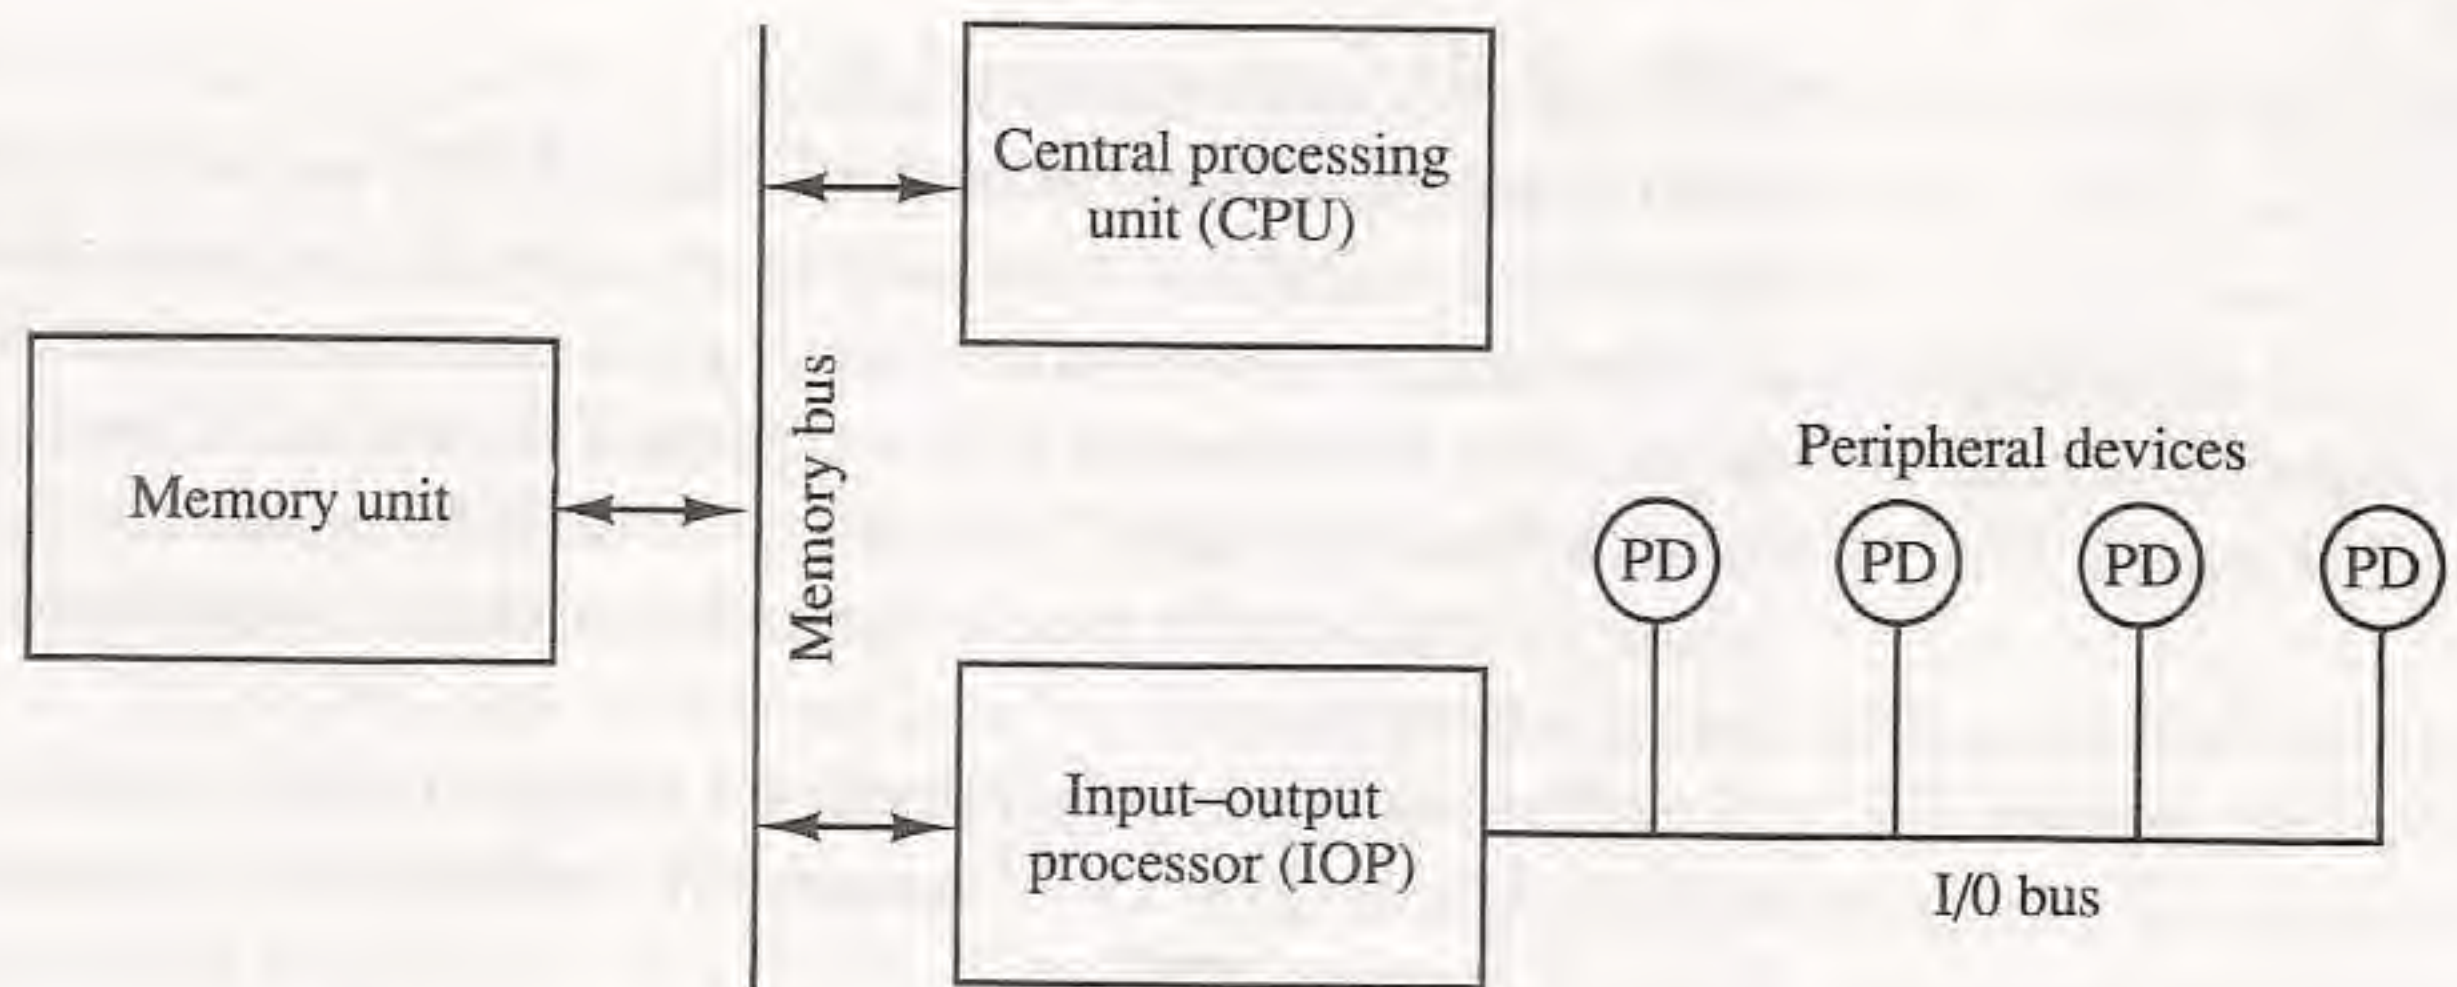 Central processing
unit (CPU)
Memory unit
Memory bus
Peripheral devices
PD
PD
PD
PD
Input–output
processor (IOP)
I/0 bus